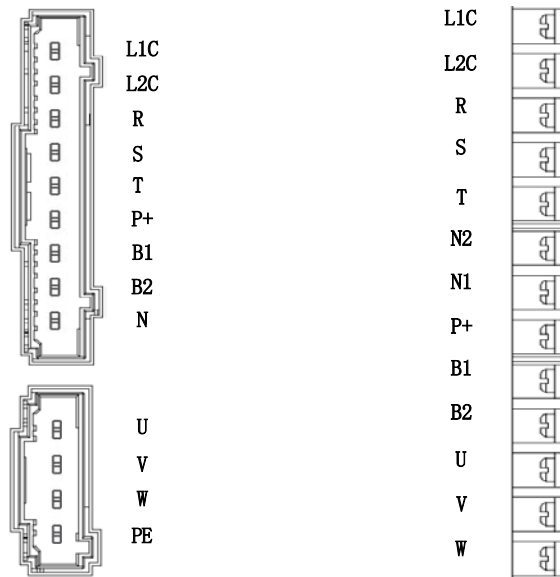 L1C
L2C
R
S
T
P+
B1
B2
N
U
V
W
PE
L1C
L2C
R
S
T
N2
N1
P+
B1
B2
U
V
W